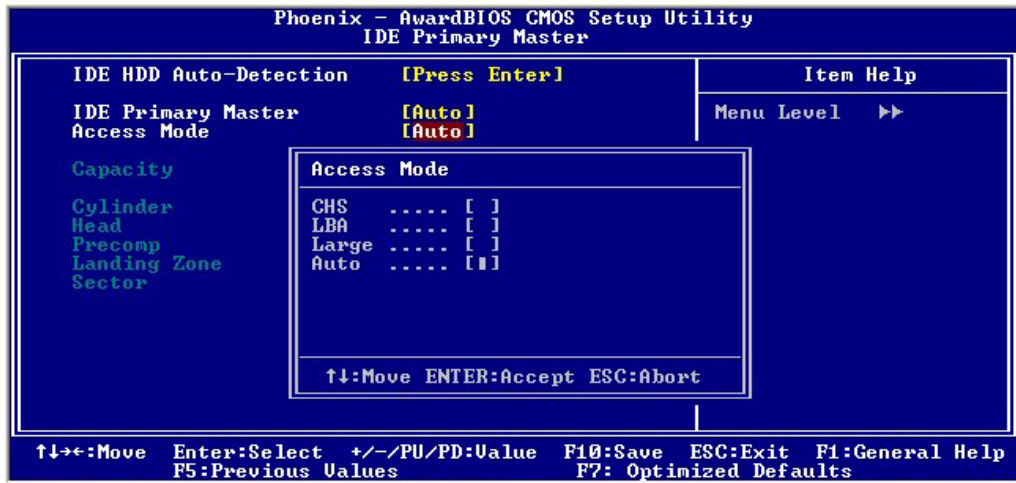 Phoenix - AwardBIOS CMOS Setup Utility
IDE Primary Master
IDE HDD Auto-Detection [Press Enter]
Item Help
IDE Primary Master [Auto]
Menu Level ▶▶
Access Mode [Auto]
Capacity
Access Mode
Cylinder
CHS ..... [ ]
Head
LBA ..... [ ]
Precomp
Large ..... [ ]
Landing Zone
Auto ..... [▮]
Sector
↑↓:Move ENTER:Accept ESC:Abort
↑↓→←:Move Enter:Select +/-/PU/PD:Value F10:Save ESC:Exit F1:General Help
F5:Previous Values F7: Optimized Defaults